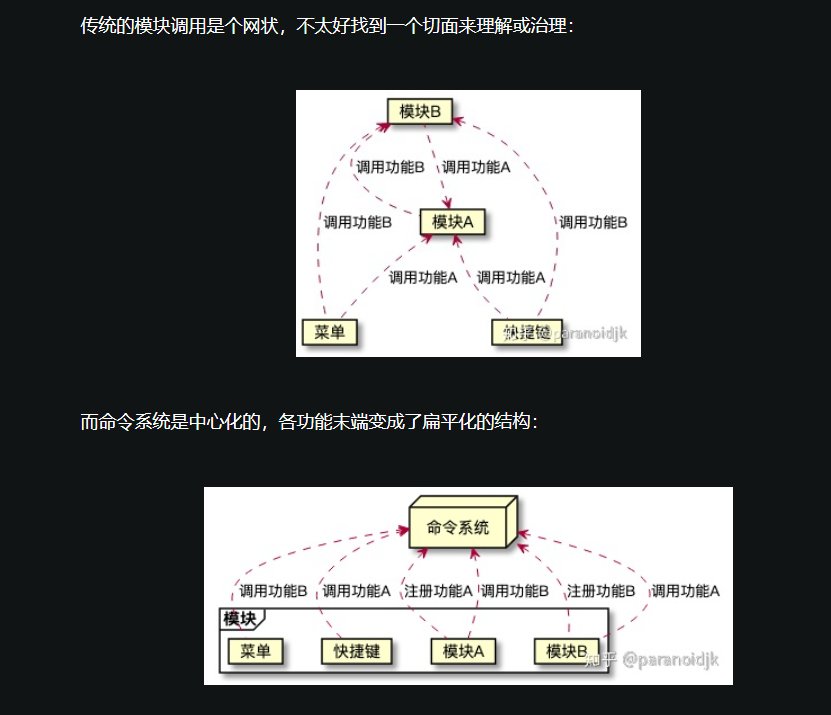 传统的模块调用是个网状，不太好找到一个切面来理解或治理：
模块B
调用功能B 调用功能A
调用功能B 模块A 调用功能B
调用功能A 调用功能A
菜单 快捷键
知乎 @paranoidjk
而命令系统是中心化的，各功能末端变成了扁平化的结构：
命令系统
调用功能B 调用功能A 注册功能A 调用功能B 注册功能B 调用功能A
模块
菜单 快捷键 模块A 模块B
知乎 @paranoidjk